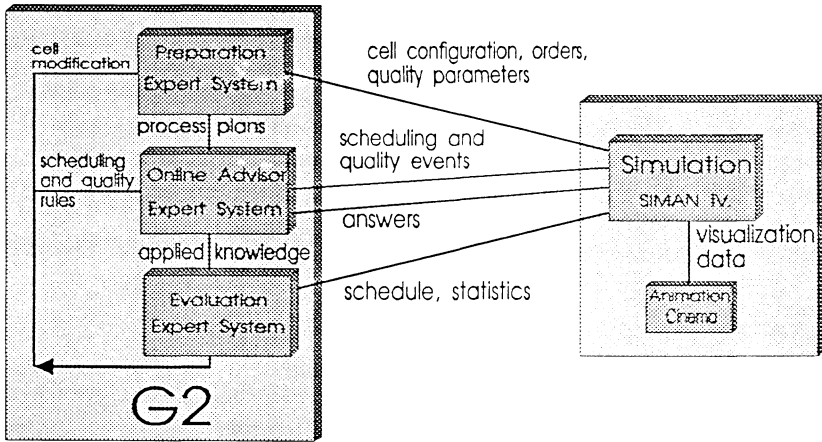 cell
modification
Preparation
Expert System
process plans
scheduling
and quality
rules
Online Advisor
Expert System
applied knowledge
Evaluation
Expert System
G2
cell configuration, orders,
quality parameters
scheduling and
quality events
answers
schedule, statistics
Simulation
SIMAN IV.
visualization
data
Animation
Cinema